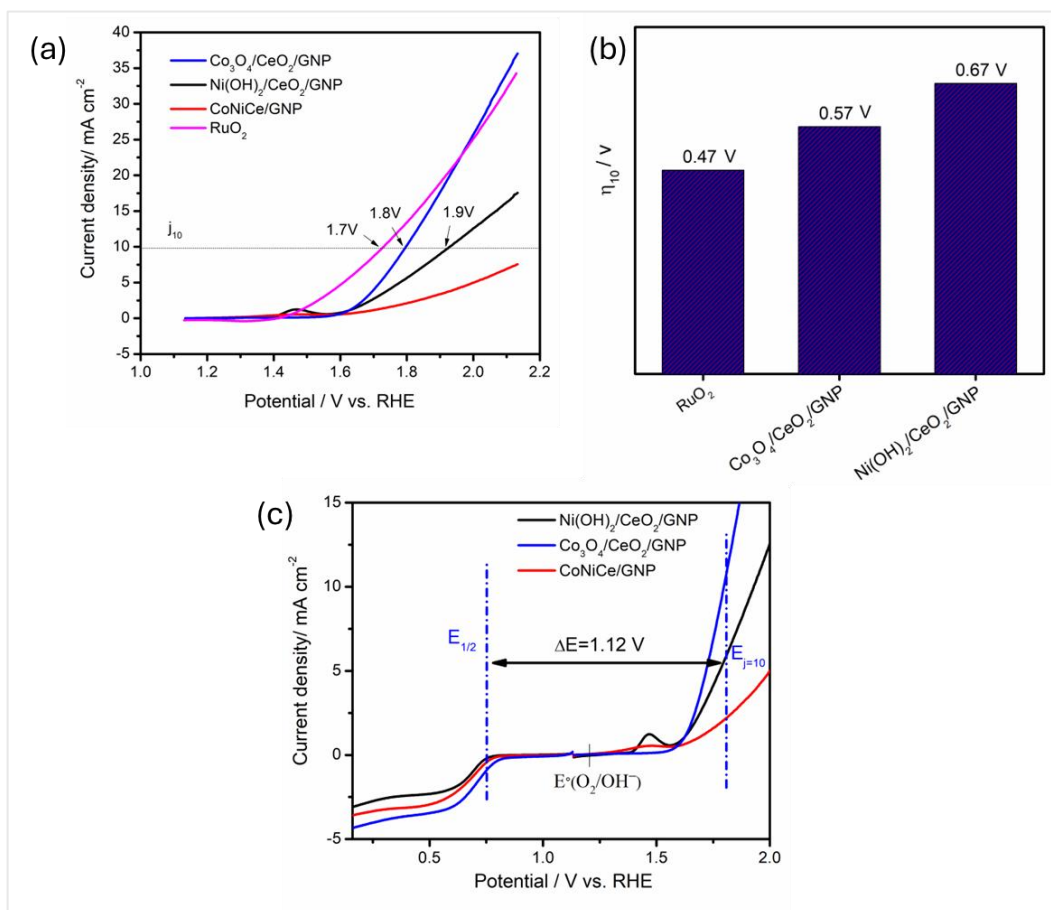 (a)
Co₃O₄/CeO₂/GNP
Ni(OH)₂/CeO₂/GNP
CoNiCe/GNP
RuO₂
j₁₀
1.7V
1.8V
1.9V
Current density/ mA cm⁻²
40
35
30
25
20
15
10
5
0
-5
1.0
1.2
1.4
1.6
1.8
2.0
2.2
Potential / V vs. RHE
(b)
η₁₀ / v
0.47 V
0.57 V
0.67 V
RuO₂
Co₃O₄/CeO₂/GNP
Ni(OH)₂/CeO₂/GNP
(c)
Ni(OH)₂/CeO₂/GNP
Co₃O₄/CeO₂/GNP
CoNiCe/GNP
E₁/₂
ΔE=1.12 V
Eⱼ₌₁₀
E°(O₂/OH⁻)
Current density/ mA cm⁻²
15
10
5
0
-5
0.5
1.0
1.5
2.0
Potential / V vs. RHE